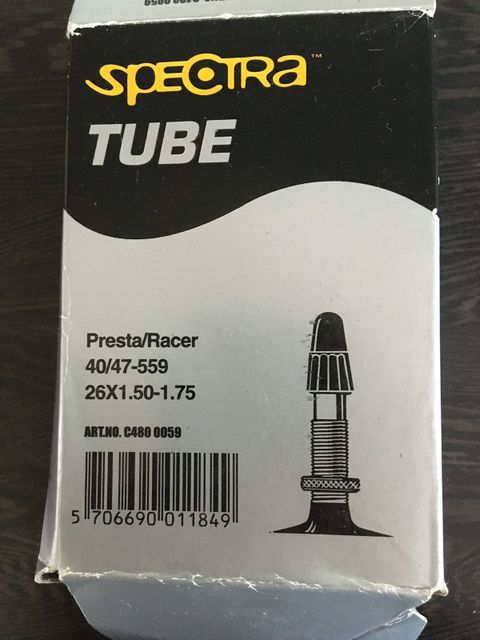 SPECTRA™
TUBE
Presta/Racer
40/47-559
26X1.50-1.75
ART.NO. C480 0059
5 706690 011849